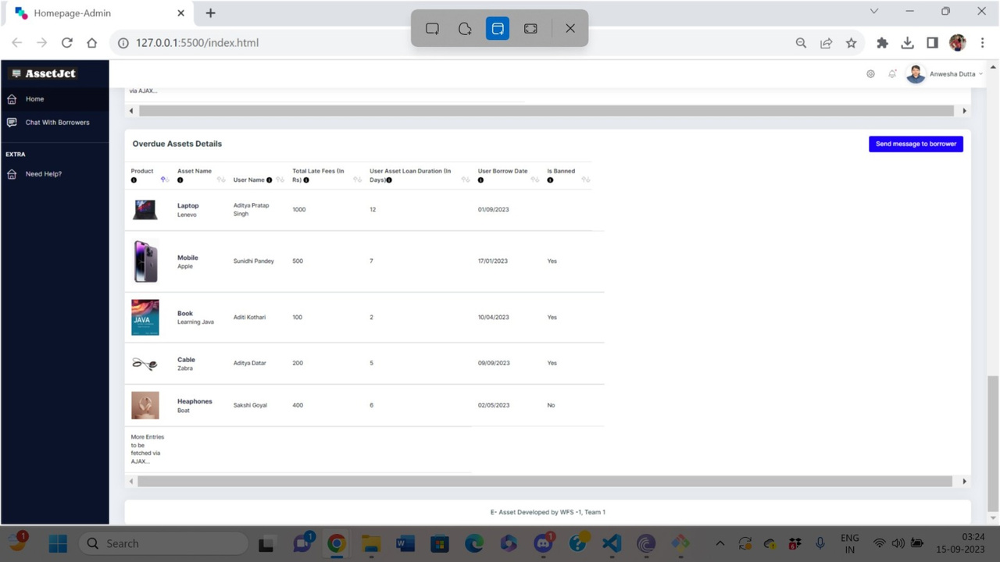 Homepage-Admin
127.0.0.1:5500/index.html
AssetJet
Anwesha Dutta
Home
Chat With Borrowers
EXTRA
Need Help?
via AJAX...
Overdue Assets Details
Send message to borrower
Product
Asset Name
User Name
Total Late Fees (In
Rs)
User Asset Loan Duration (In
Days)
User Borrow Date
Is Banned
Laptop
Lenevo
Aditya Pratap
Singh
1000
12
01/09/2023
Mobile
Apple
Sunidhi Pandey
500
7
17/01/2023
Yes
JAVA
Book
Learning Java
Aditi Kothari
100
2
10/04/2023
Yes
Cable
Zabra
Aditya Datar
200
5
09/09/2023
Yes
Heaphones
Boat
Sakshi Goyal
400
6
02/05/2023
No
More Entries
to be
fetched via
AJAX...
E- Asset Developed by WFS -1, Team 1
1
Search
1
1
ENG
IN
03:24
15-09-2023